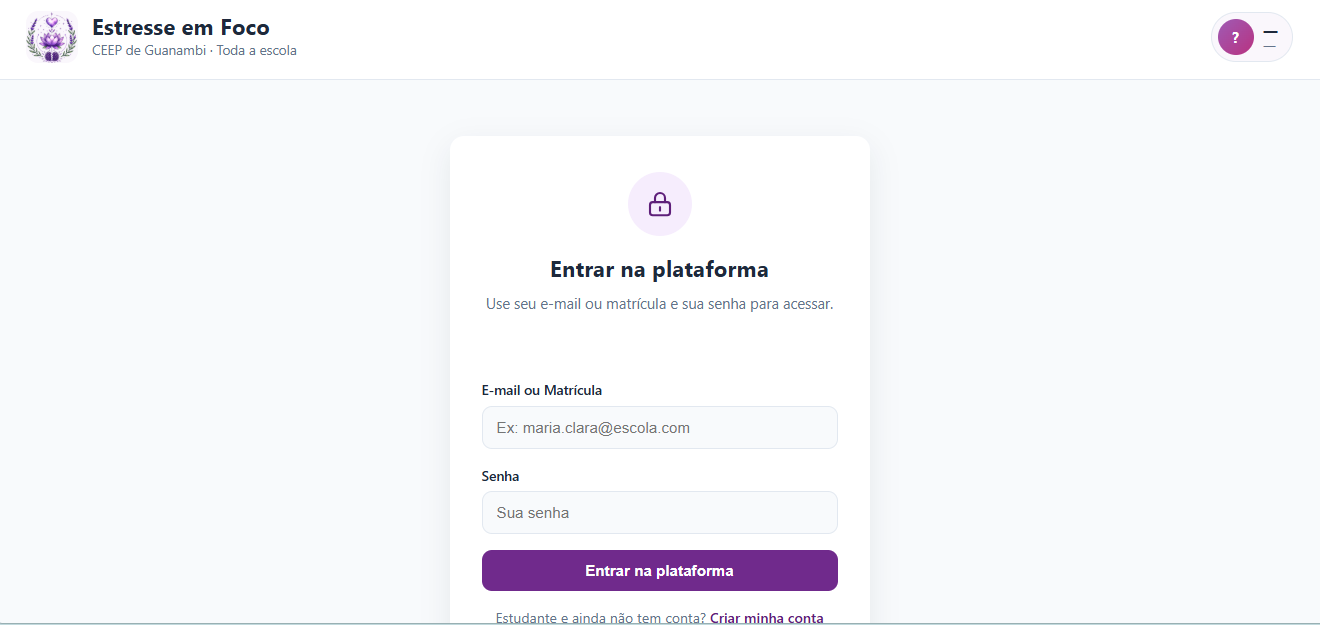 Estresse em Foco
CEEP de Guanambi · Toda a escola
?
Entrar na plataforma
Use seu e-mail ou matrícula e sua senha para acessar.
E-mail ou Matrícula
Ex: maria.clara@escola.com
Senha
Sua senha
Entrar na plataforma
Estudante e ainda não tem conta? Criar minha conta